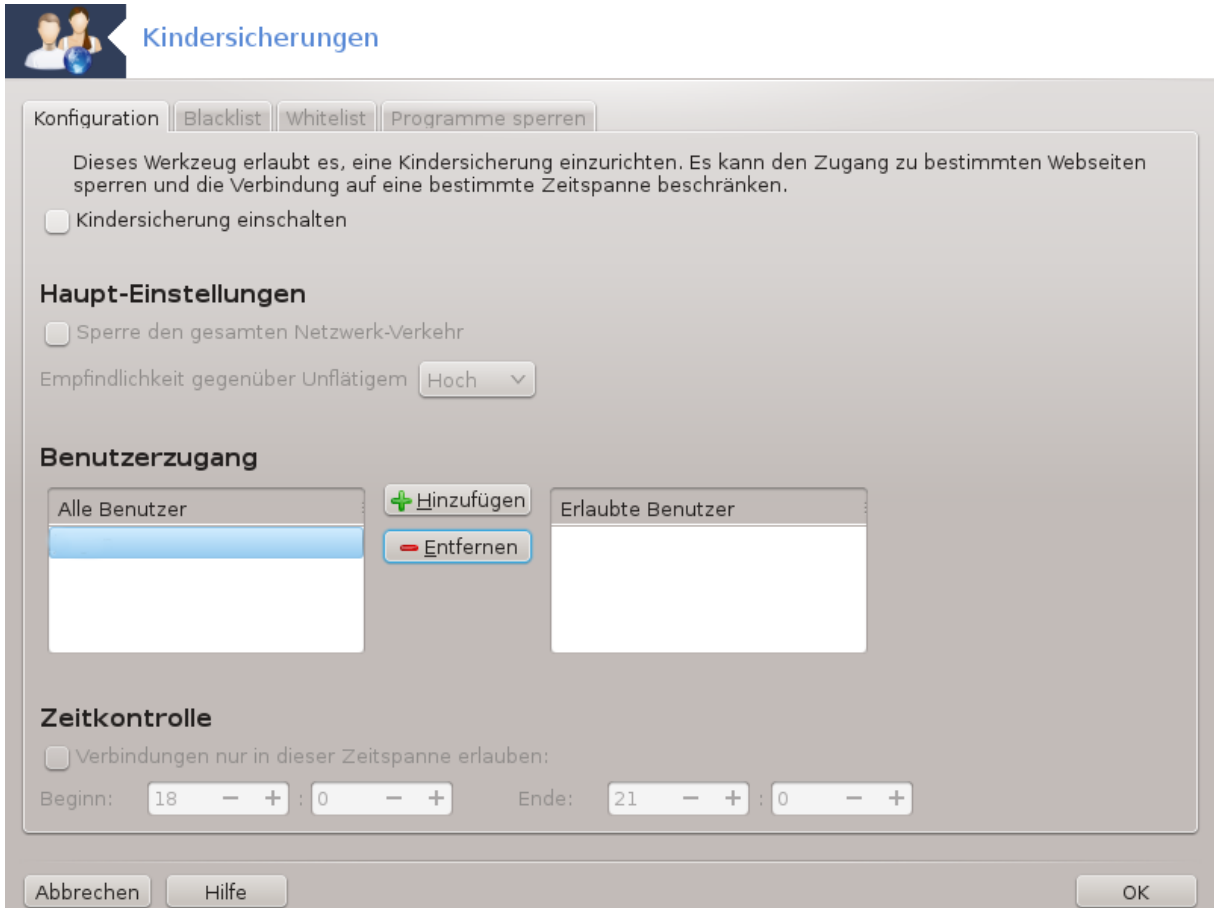 Kindersicherungen
Konfiguration Blacklist Whitelist Programme sperren
Dieses Werkzeug erlaubt es, eine Kindersicherung einzurichten. Es kann den Zugang zu bestimmten Webseiten
sperren und die Verbindung auf eine bestimmte Zeitspanne beschränken.
Kindersicherung einschalten
Haupt-Einstellungen
Sperre den gesamten Netzwerk-Verkehr
Empfindlichkeit gegenüber Unflätigem Hoch
Benutzerzugang
Alle Benutzer
Hinzufügen
Entfernen
Erlaubte Benutzer
Zeitkontrolle
Verbindungen nur in dieser Zeitspanne erlauben:
Beginn: 18 − + : 0 − + Ende: 21 − + : 0 − +
Abbrechen Hilfe OK